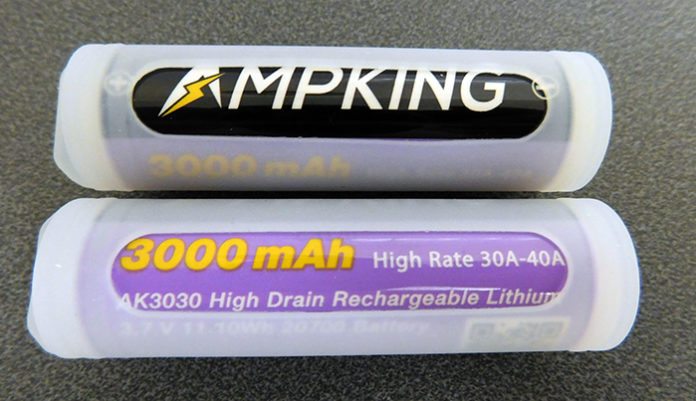 AMPKING
3000 mAh
3000 mAh High Rate 30A-40A
AK3030 High Drain Rechargeable Lithium
3.7 V 11.10Wh 20700 Battery